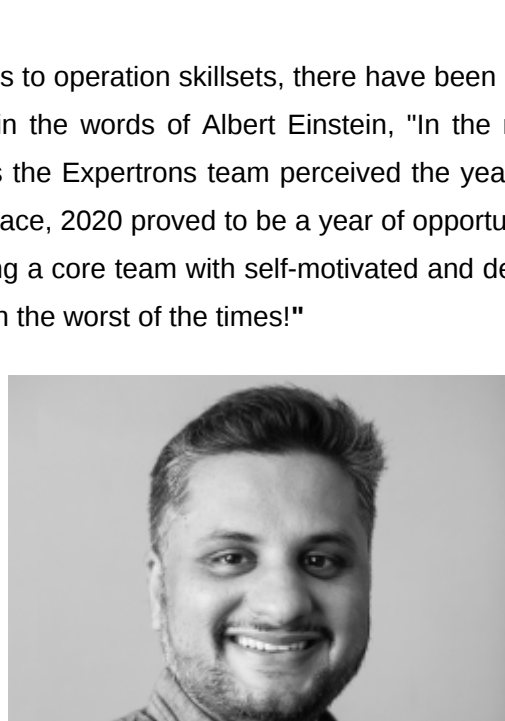 s to operation skillsets, there have been
in the words of Albert Einstein, "In the
the Expertrons team perceived the yea
ace, 2020 proved to be a year of opportu
ng a core team with self-motivated and de
the worst of the times!"